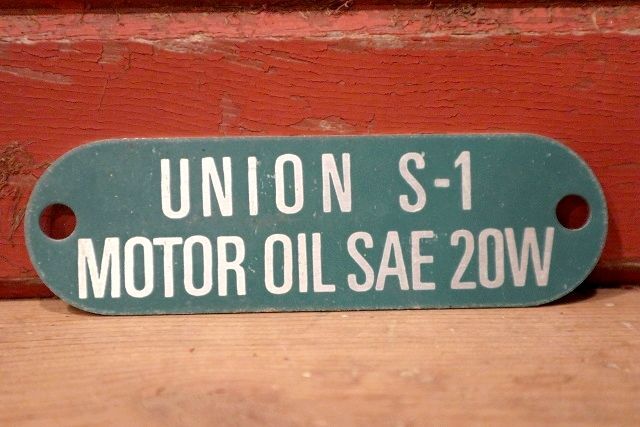 UNION S-1
MOTOR OIL SAE 20W